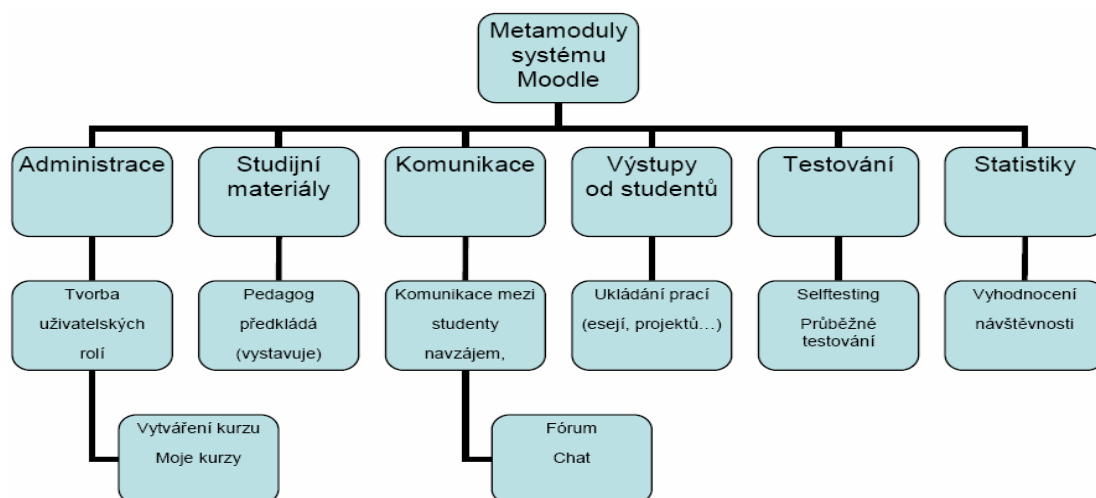 Metamoduly
systému
Moodle
Administrace
Studijní
materiály
Komunikace
Výstupy
od studentů
Testování
Statistiky
Tvorba
uživatelských
rolí
Pedagog
předkládá
(vystavuje)
Komunikace mezi
studenty
navzájem,
Ukládání prací
(esejí, projektů...)
Selftesting
Průběžné
testování
Vyhodnocení
návštěvnosti
Vytváření kurzu
Moje kurzy
Fórum
Chat